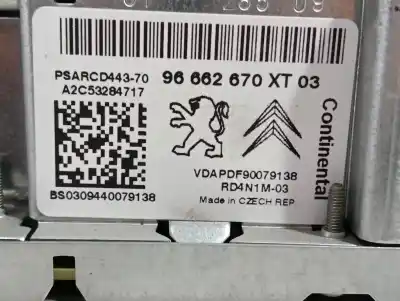 PSARCD443-70
A2C53284717
96 662 670 XT 03
Continental
VDAPDF90079138
RD4N1M-03
Made in CZECH REP
BS0309440079138